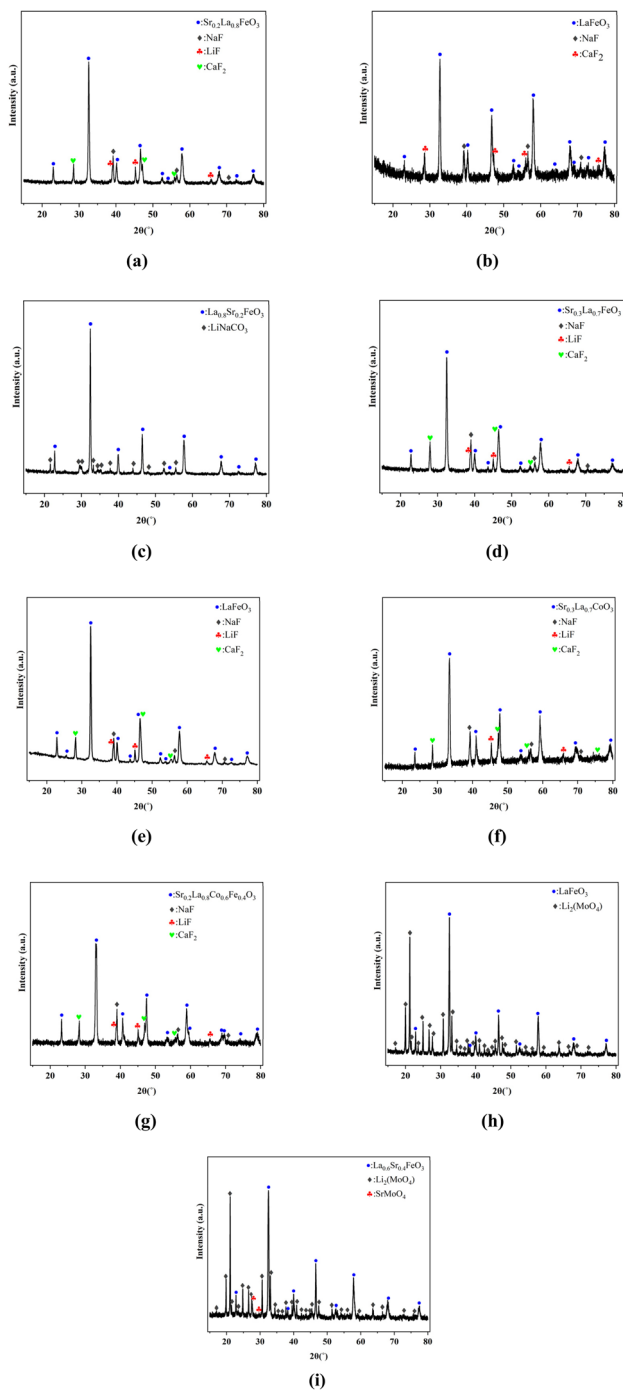 •:Sr0.2La0.8FeO3
♦:NaF
♣:LiF
♥:CaF2
Intensity (a.u.)
20 30 40 50 60 70 80
2θ(°)
(a)
•:LaFeO3
♦:NaF
♣:CaF2
Intensity (a.u.)
20 30 40 50 60 70 80
2θ(°)
(b)
•:La0.8Sr0.2FeO3
♦:LiNaCO3
Intensity (a.u.)
20 30 40 50 60 70 80
2θ(°)
(c)
•:Sr0.3La0.7FeO3
♦:NaF
♣:LiF
♥:CaF2
Intensity (a.u.)
20 30 40 50 60 70 80
2θ(°)
(d)
•:LaFeO3
♦:NaF
♣:LiF
♥:CaF2
Intensity (a.u.)
20 30 40 50 60 70 80
2θ(°)
(e)
•:Sr0.3La0.7CoO3
♦:NaF
♣:LiF
♥:CaF2
Intensity (a.u.)
20 30 40 50 60 70 80
2θ(°)
(f)
•:Sr0.2La0.8Co0.6Fe0.4O3
♦:NaF
♣:LiF
♥:CaF2
Intensity (a.u.)
20 30 40 50 60 70 80
2θ(°)
(g)
•:LaFeO3
♦:Li2(MoO4)
Intensity (a.u.)
20 30 40 50 60 70 80
2θ(°)
(h)
•:La0.6Sr0.4FeO3
♦:Li2(MoO4)
♣:SrMoO4
Intensity (a.u.)
20 30 40 50 60 70 80
2θ(°)
(i)